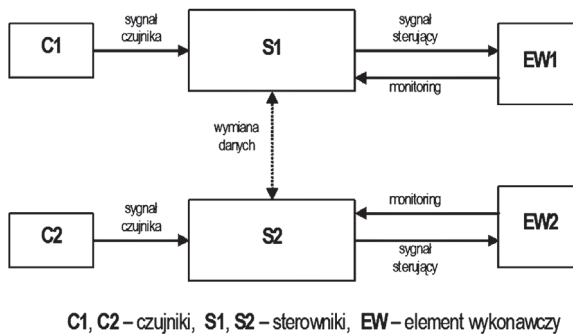 C1
sygnał
czujnika
S1
sygnał
sterujący
monitoring
EW1
wymiana
danych
C2
sygnał
czujnika
S2
monitoring
sygnał
sterujący
EW2
C1, C2 – czujniki, S1, S2 – sterowniki, EW – element wykonawczy